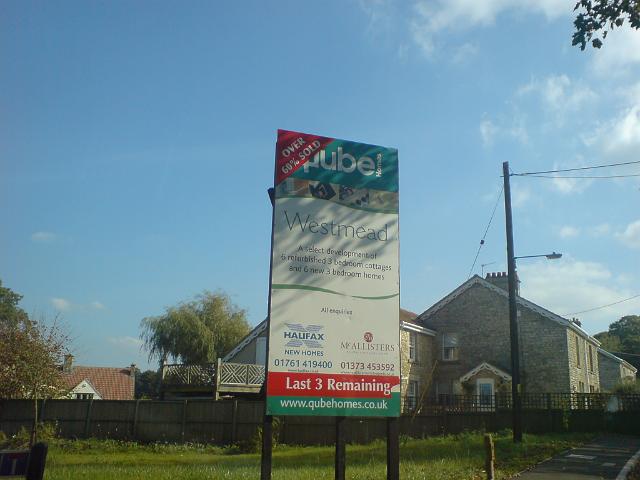 OVER
60% SOLD
qube
Homes
Westmead
A select development of
6 refurbished 3 bedroom cottages
and 6 new 3 bedroom homes
All enquiries
HALIFAX
NEW HOMES
01761 419400
McALLISTERS
01373 453592
Last 3 Remaining
www.qubehomes.co.uk